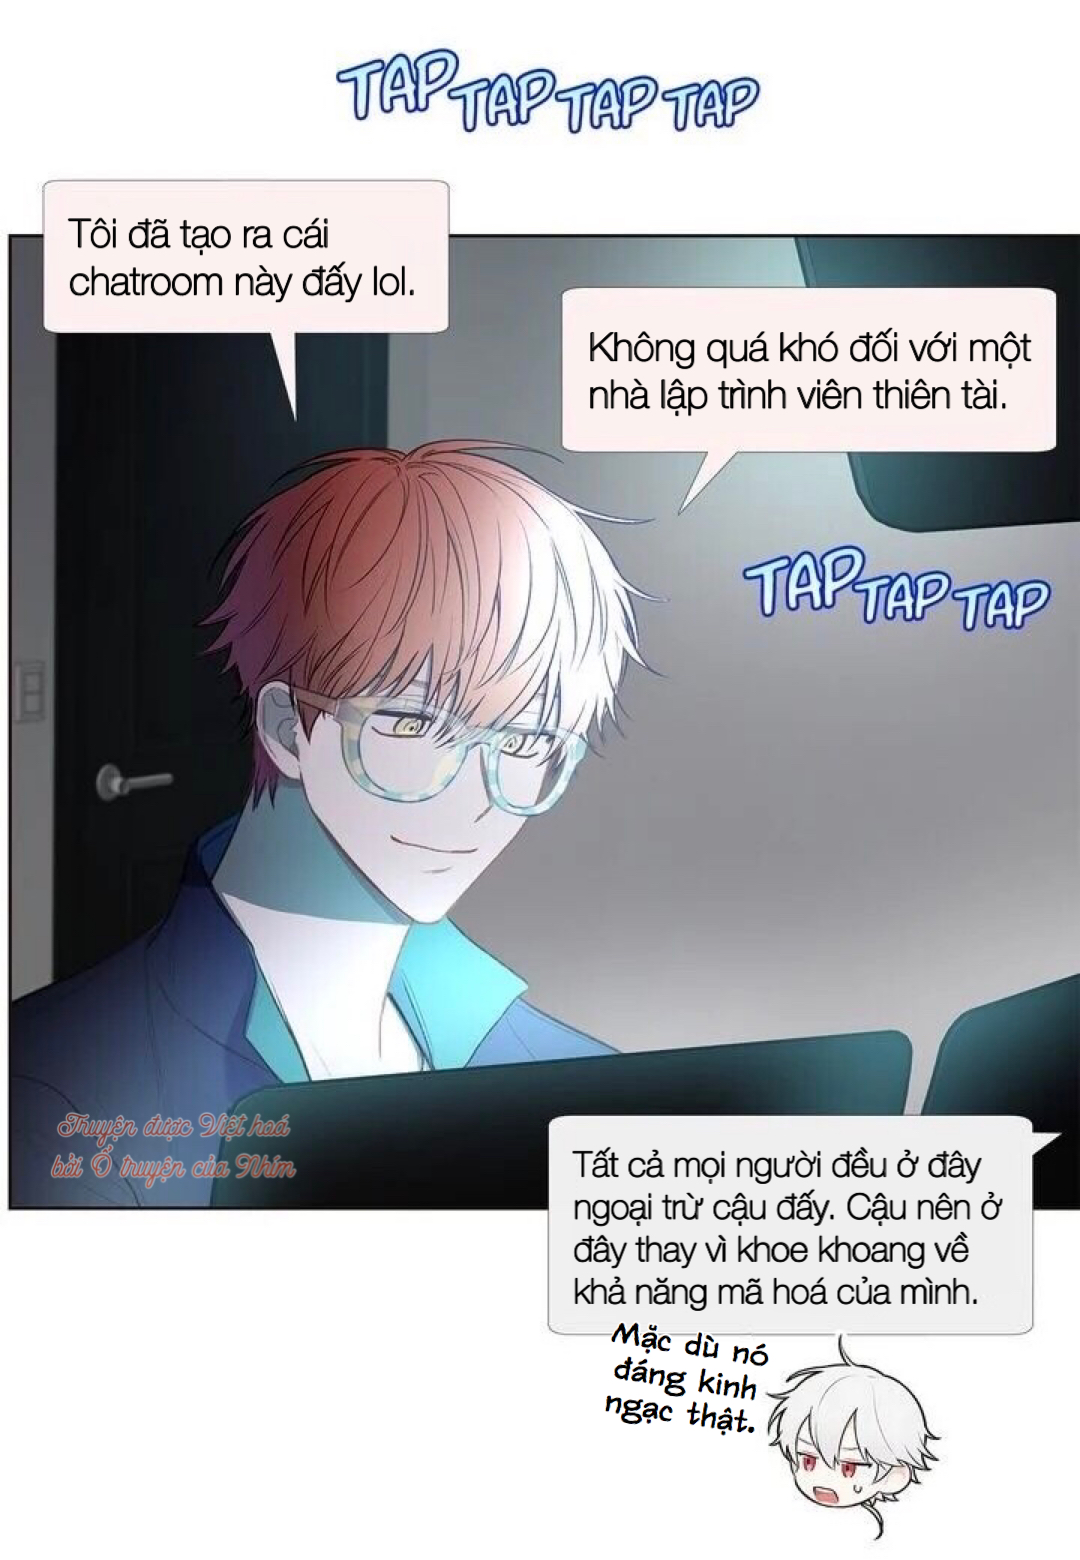 TAP TAP TAP TAP
Tôi đã tạo ra cái
chatroom này đấy lol.
Không quá khó đối với một
nhà lập trình viên thiên tài.
TAP TAP TAP
Truyện được Việt hoá
bởi Ổ truyện của Nhím
Tất cả mọi người đều ở đây
ngoại trừ cậu đấy. Cậu nên ở
đây thay vì khoe khoang về
khả năng mã hoá của mình.
Mặc dù nó
đáng kinh
ngạc thật.